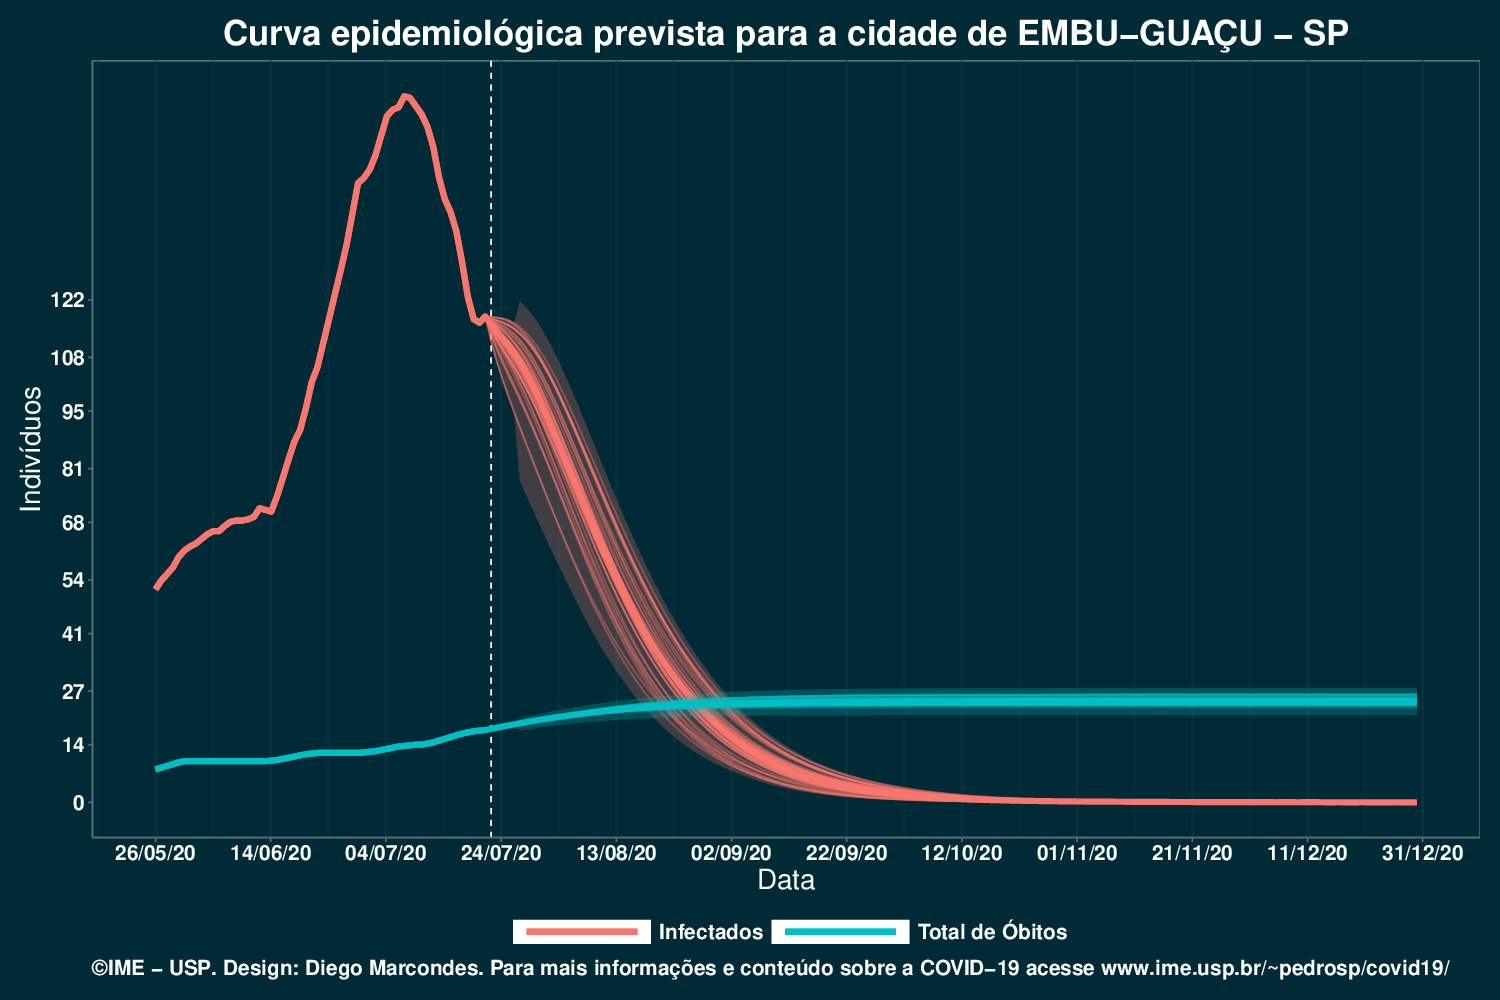 Curva epidemiológica prevista para a cidade de EMBU−GUAÇU − SP
Indivíduos
122
108
95
81
68
54
41
27
14
0
26/05/20 14/06/20 04/07/20 24/07/20 13/08/20 02/09/20 22/09/20 12/10/20 01/11/20 21/11/20 11/12/20 31/12/20
Data
Infectados Total de Óbitos
©IME − USP. Design: Diego Marcondes. Para mais informações e conteúdo sobre a COVID−19 acesse www.ime.usp.br/~pedrosp/covid19/